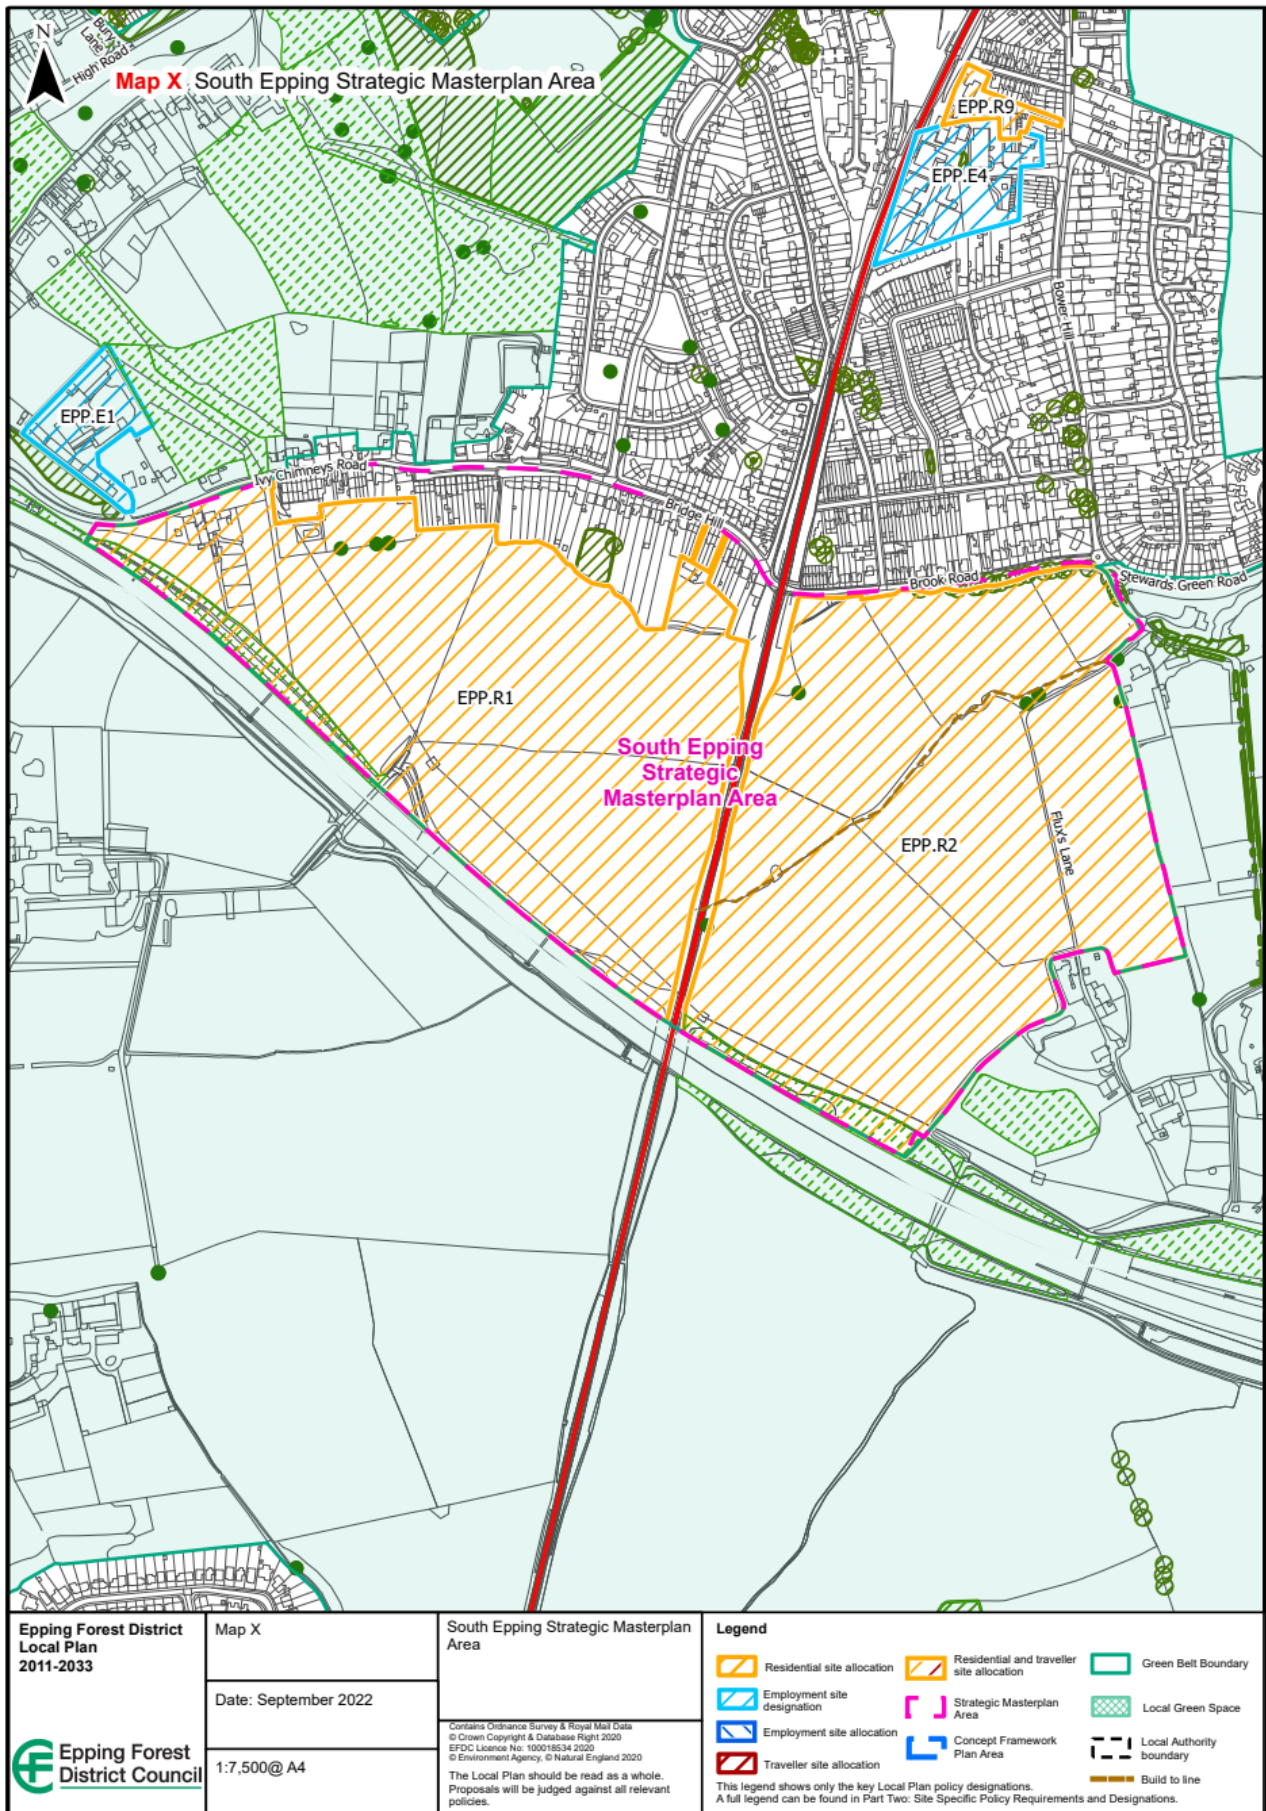 N
Bury
Lane
High Road
Map X South Epping Strategic Masterplan Area
EPP.R9
EPP.E4
Bower Hill
EPP.E1
Ivy Chimneys Road
Bridge Hill
Brook Road
Stewards Green Road
EPP.R1
South Epping
Strategic
Masterplan Area
EPP.R2
Flux's Lane
Epping Forest District
Local Plan
2011-2033
Epping Forest
District Council
Map X
Date: September 2022
1:7,500@ A4
South Epping Strategic Masterplan
Area
Contains Ordnance Survey & Royal Mail Data
© Crown Copyright & Database Right 2020
EFDC Licence No: 100018534 2020
© Environment Agency, © Natural England 2020
The Local Plan should be read as a whole.
Proposals will be judged against all relevant
policies.
Legend
Residential site allocation
Employment site
designation
Employment site allocation
Traveller site allocation
Residential and traveller
site allocation
Strategic Masterplan
Area
Concept Framework
Plan Area
Green Belt Boundary
Local Green Space
Local Authority
boundary
Build to line
This legend shows only the key Local Plan policy designations.
A full legend can be found in Part Two: Site Specific Policy Requirements and Designations.